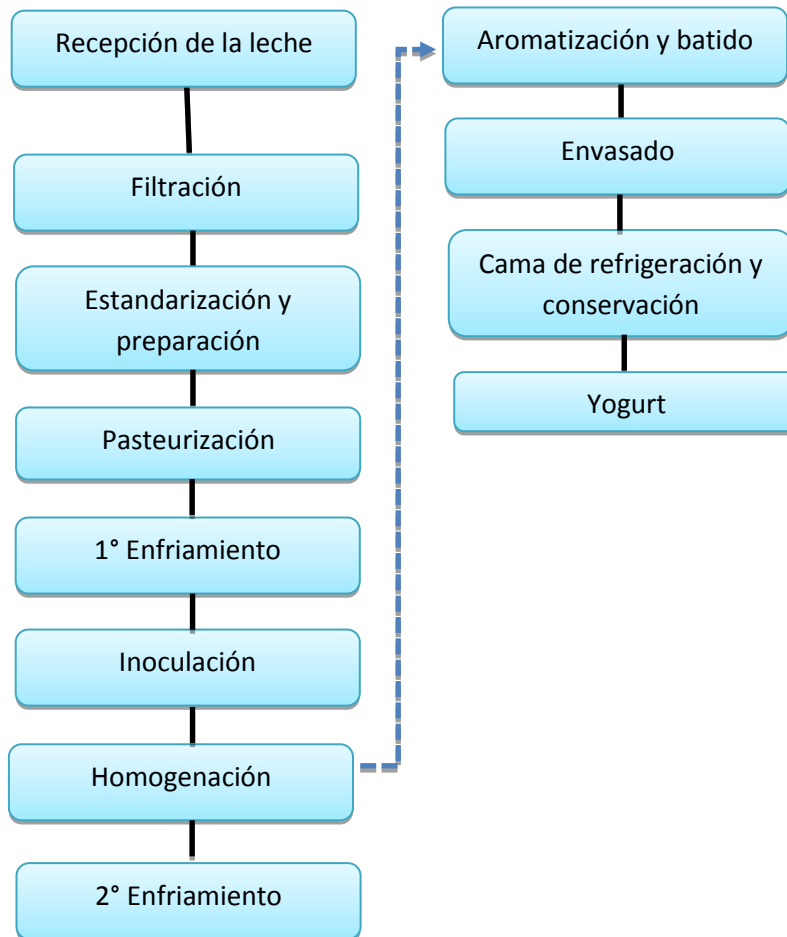 Recepción de la leche
Filtración
Estandarización y
preparación
Pasteurización
1° Enfriamiento
Inoculación
Homogenación
2° Enfriamiento
Aromatización y batido
Envasado
Cama de refrigeración y
conservación
Yogurt